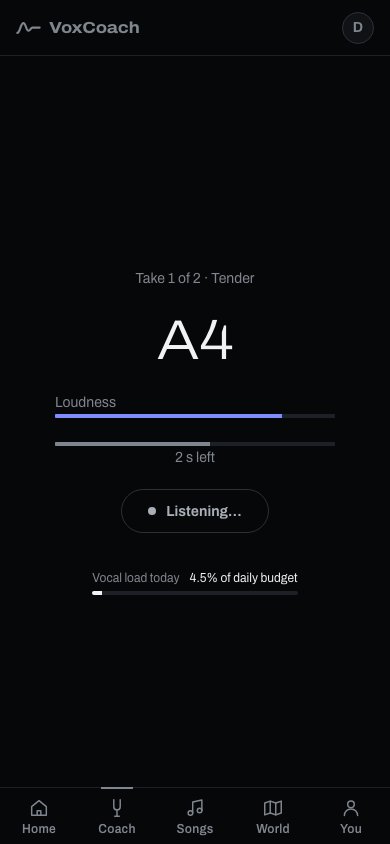 VoxCoach
D
Take 1 of 2 · Tender
A4
Loudness
2 s left
Listening...
Vocal load today 4.5% of daily budget
Home Coach Songs World You